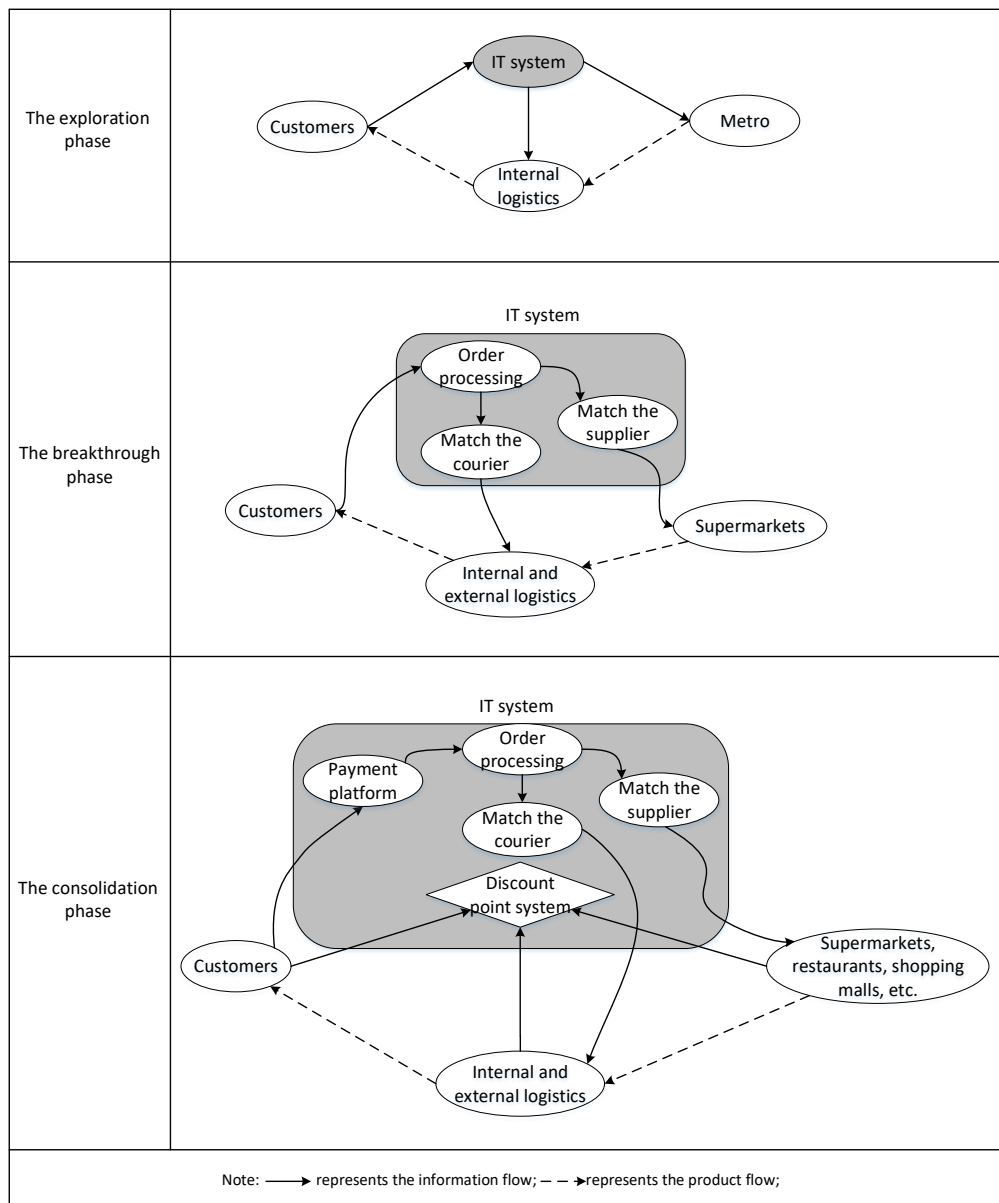 The exploration
phase
IT system
Customers
Metro
Internal
logistics
The breakthrough
phase
IT system
Order
processing
Match the
supplier
Match the
courier
Customers
Supermarkets
Internal and
external logistics
The consolidation
phase
IT system
Order
processing
Payment
platform
Match the
supplier
Match the
courier
Discount
point system
Customers
Supermarkets,
restaurants, shopping
malls, etc.
Internal and
external logistics
Note: represents the information flow; represents the product flow;